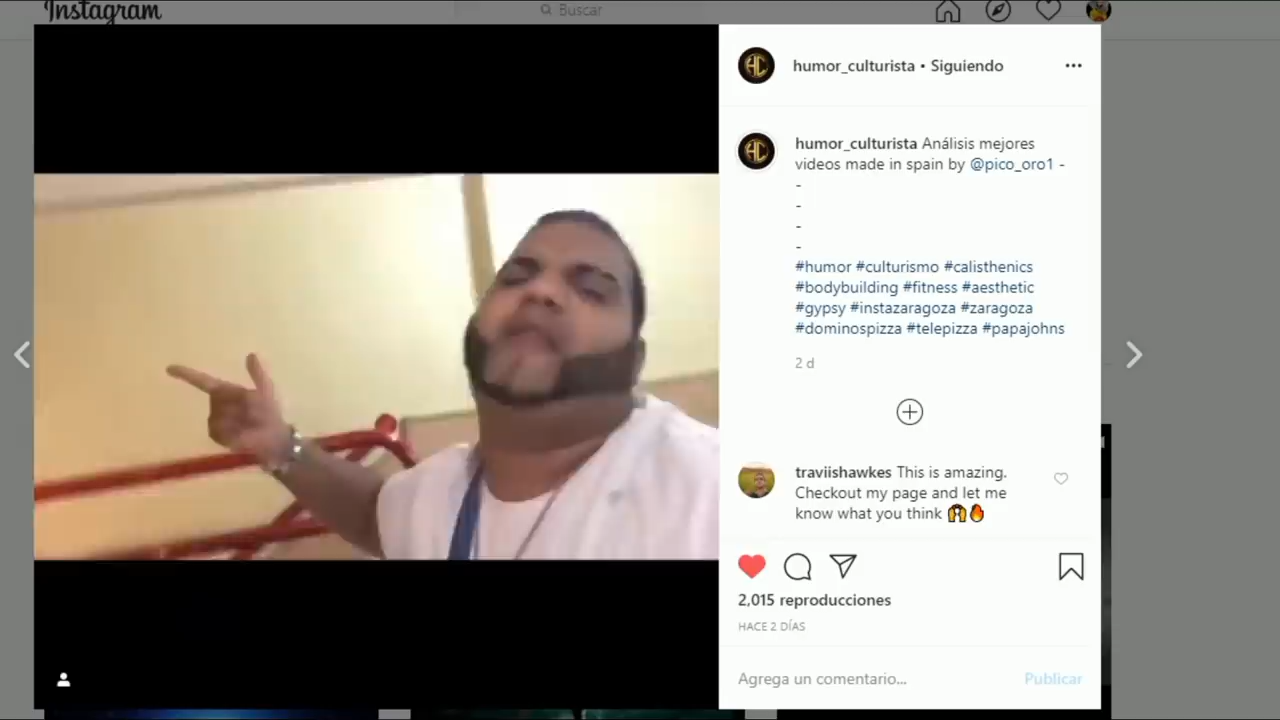 Instagram
Buscar
humor_culturista • Siguiendo
humor_culturista Análisis mejores
videos made in spain by @pico_oro1 -
-
-
-
-
#humor #culturismo #calisthenics
#bodybuilding #fitness #aesthetic
#gypsy #instazaragoza #zaragoza
#dominospizza #telepizza #papajohns
2 d
traviishawkes This is amazing.
Checkout my page and let me
know what you think 🙌🔥
2,015 reproducciones
HACE 2 DÍAS
Agrega un comentario...
Publicar